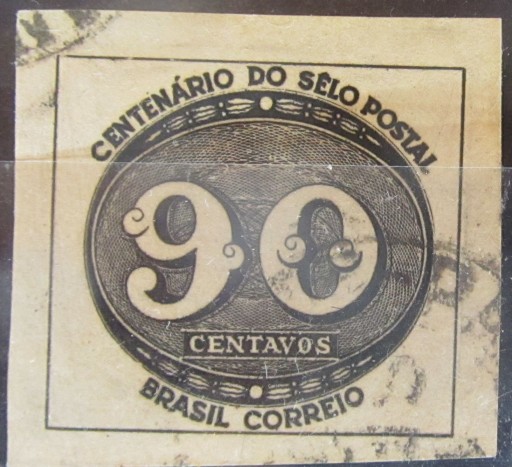 CENTENÁRIO DO SÊLO POSTAL
90
CENTAVOS
BRASIL CORREIO